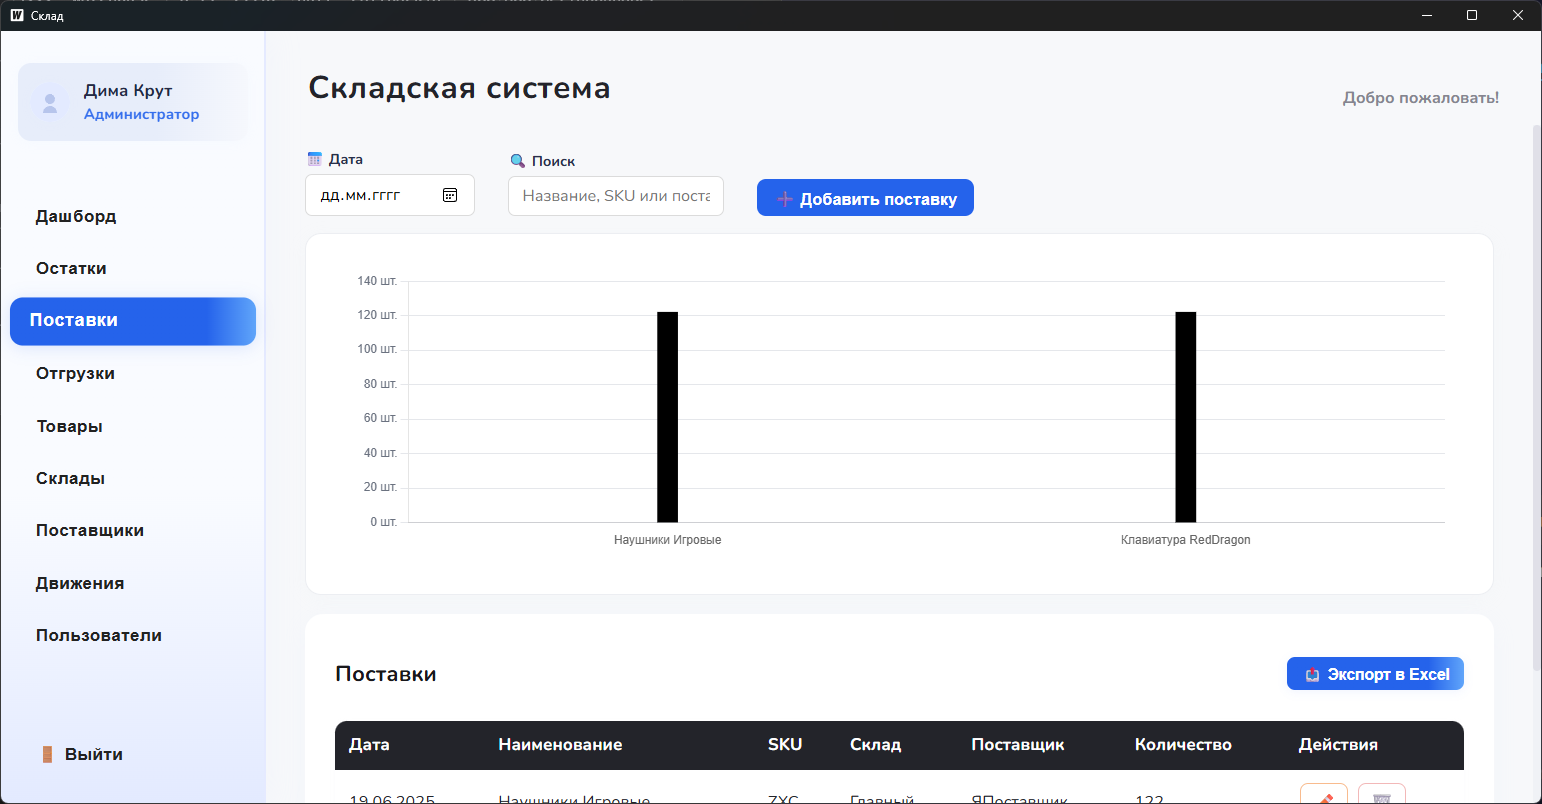 Склад
Дима Крут
Администратор
Дашборд
Остатки
Поставки
Отгрузки
Товары
Склады
Поставщики
Движения
Пользователи
Выйти
Складская система
Добро пожаловать!
Дата
дд.мм.гггг
Поиск
Название, SKU или поста
Добавить поставку
140 шт.
120 шт.
100 шт.
80 шт.
60 шт.
40 шт.
20 шт.
0 шт.
Наушники Игровые Клавиатура RedDragon
Поставки
Экспорт в Excel
Дата Наименование SKU Склад Поставщик Количество Действия
19.06.2025 Наушники Игровые ZXC Главный ЯПоставщик 122